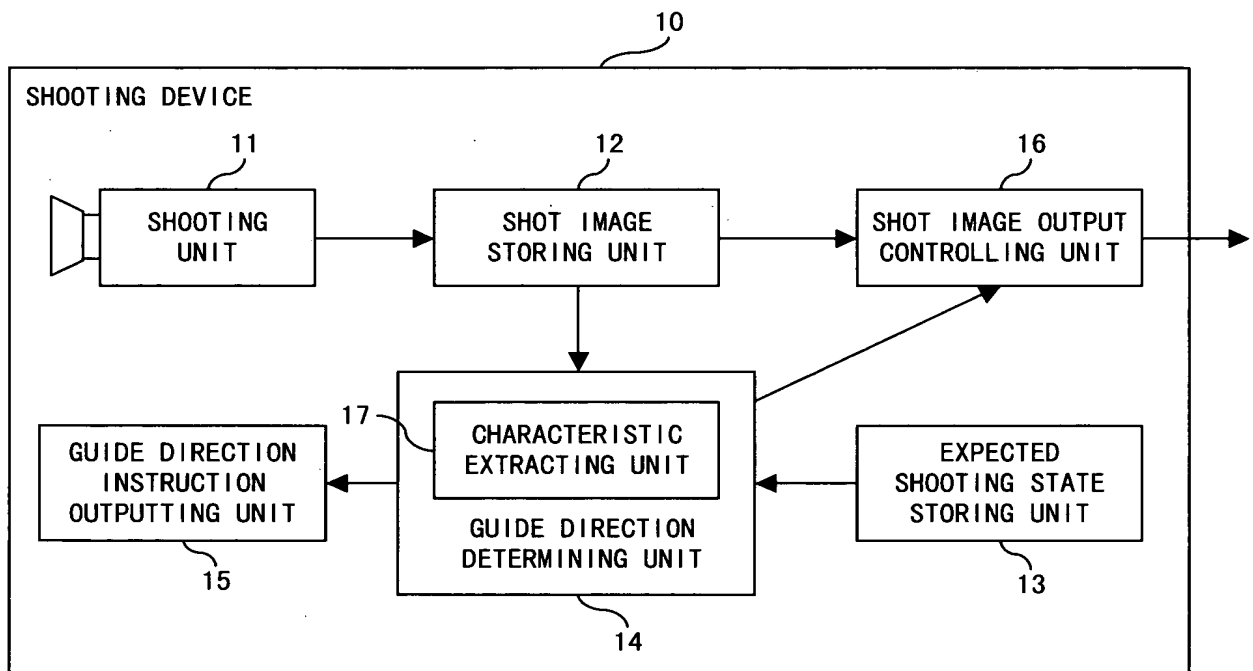 10
SHOOTING DEVICE
11
12
16
SHOOTING
UNIT
SHOT IMAGE
STORING UNIT
SHOT IMAGE OUTPUT
CONTROLLING UNIT
17
CHARACTERISTIC
EXTRACTING UNIT
GUIDE DIRECTION
INSTRUCTION
OUTPUTTING UNIT
GUIDE DIRECTION
DETERMINING UNIT
EXPECTED
SHOOTING STATE
STORING UNIT
15
14
13